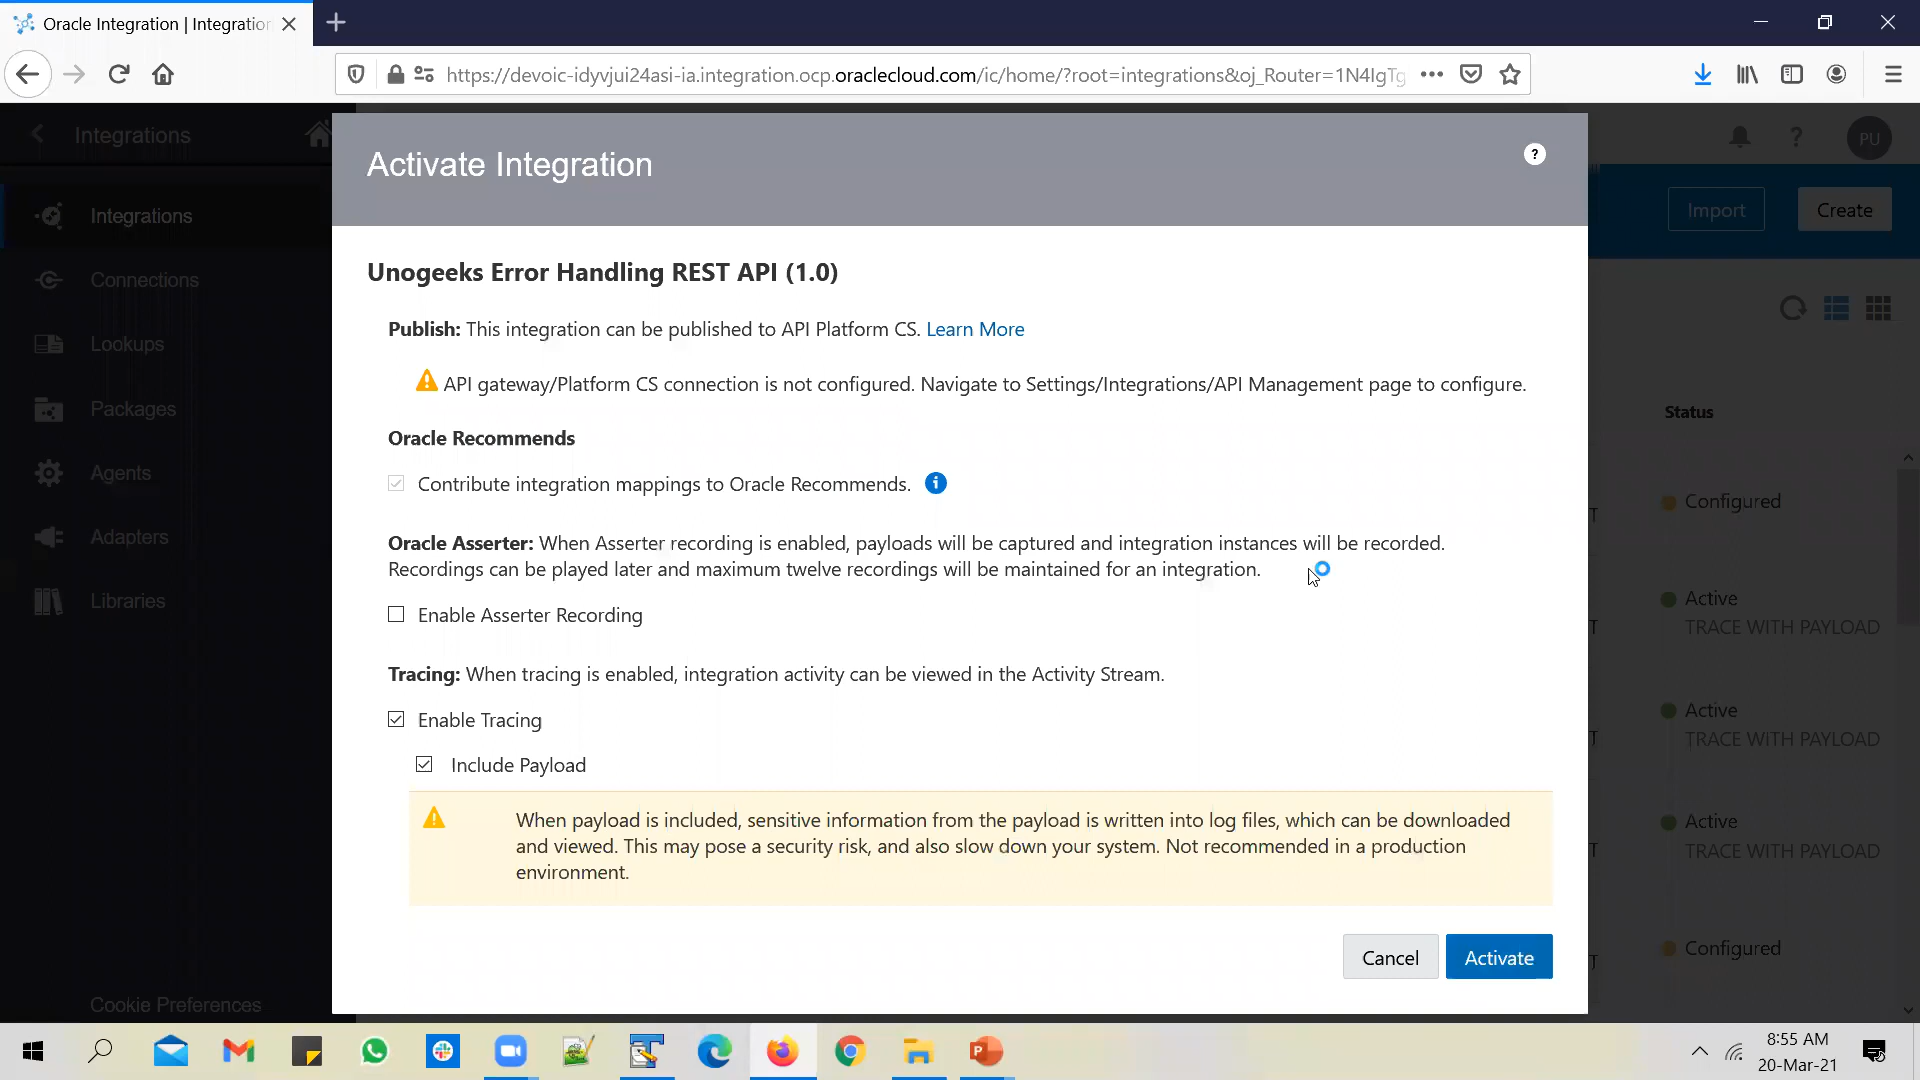 Oracle Integration | Integration
https://devoic-idyvjui24asi-ia.integration.ocp.oraclecloud.com/ic/home/?root=integrations&oj_Router=1N4IgTg
Integrations
Activate Integration
?
?
PU
Integrations
Import
Create
Unogeeks Error Handling REST API (1.0)
Connections
Publish: This integration can be published to API Platform CS. Learn More
Lookups
API gateway/Platform CS connection is not configured. Navigate to Settings/Integrations/API Management page to configure.
Packages
Status
Oracle Recommends
Agents
Contribute integration mappings to Oracle Recommends.
Configured
Adapters
Oracle Asserter: When Asserter recording is enabled, payloads will be captured and integration instances will be recorded.
Recordings can be played later and maximum twelve recordings will be maintained for an integration.
Libraries
Active
Enable Asserter Recording
TRACE WITH PAYLOAD
Tracing: When tracing is enabled, integration activity can be viewed in the Activity Stream.
Enable Tracing
Active
TRACE WITH PAYLOAD
Include Payload
When payload is included, sensitive information from the payload is written into log files, which can be downloaded
and viewed. This may pose a security risk, and also slow down your system. Not recommended in a production
environment.
Active
TRACE WITH PAYLOAD
Cancel
Activate
Configured
Cookie Preferences
8:55 AM
20-Mar-21